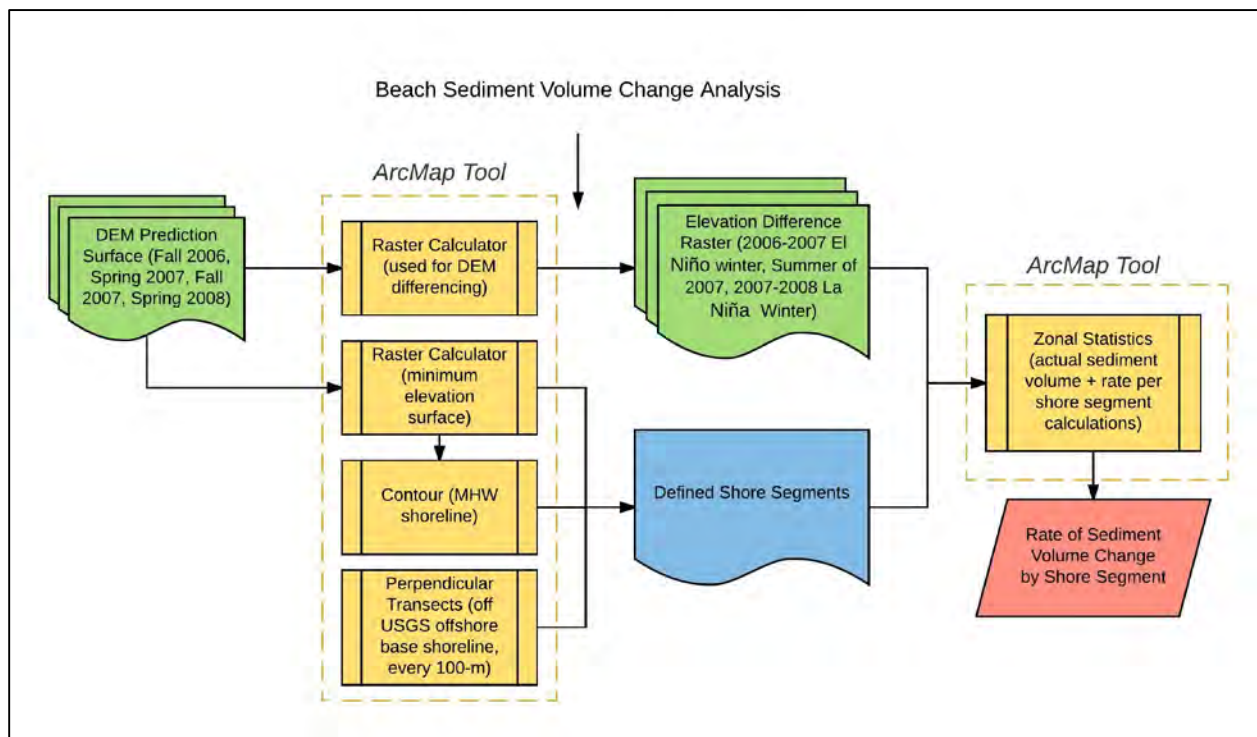 Beach Sediment Volume Change Analysis
ArcMap Tool
DEM Prediction
Surface (Fall 2006,
Spring 2007, Fall
2007, Spring 2008)
Raster Calculator
(used for DEM
differencing)
Elevation Difference
Raster (2006-2007 El
Niño winter, Summer of
2007, 2007-2008 La
Niña Winter)
Raster Calculator
(minimum
elevation
surface)
Contour (MHW
shoreline)
Perpendicular
Transects (off
USGS offshore
base shoreline,
every 100-m)
Defined Shore Segments
ArcMap Tool
Zonal Statistics
(actual sediment
volume + rate per
shore segment
calculations)
Rate of Sediment
Volume Change
by Shore Segment